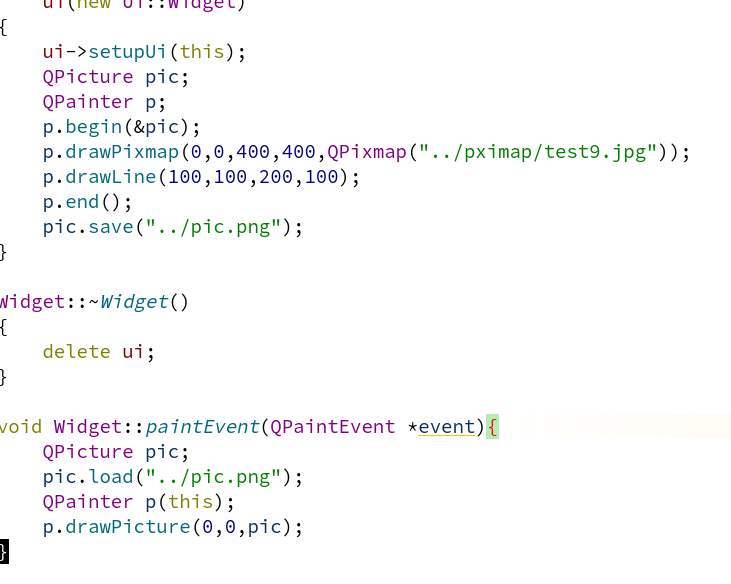 ui(new Ui::Widget)
{
    ui->setupUi(this);
    QPicture pic;
    QPainter p;
    p.begin(&pic);
    p.drawPixmap(0,0,400,400,QPixmap("../pximap/test9.jpg"));
    p.drawLine(100,100,200,100);
    p.end();
    pic.save("../pic.png");
}
Widget::~Widget()
{
    delete ui;
}
void Widget::paintEvent(QPaintEvent *event){
    QPicture pic;
    pic.load("../pic.png");
    QPainter p(this);
    p.drawPicture(0,0,pic);
}